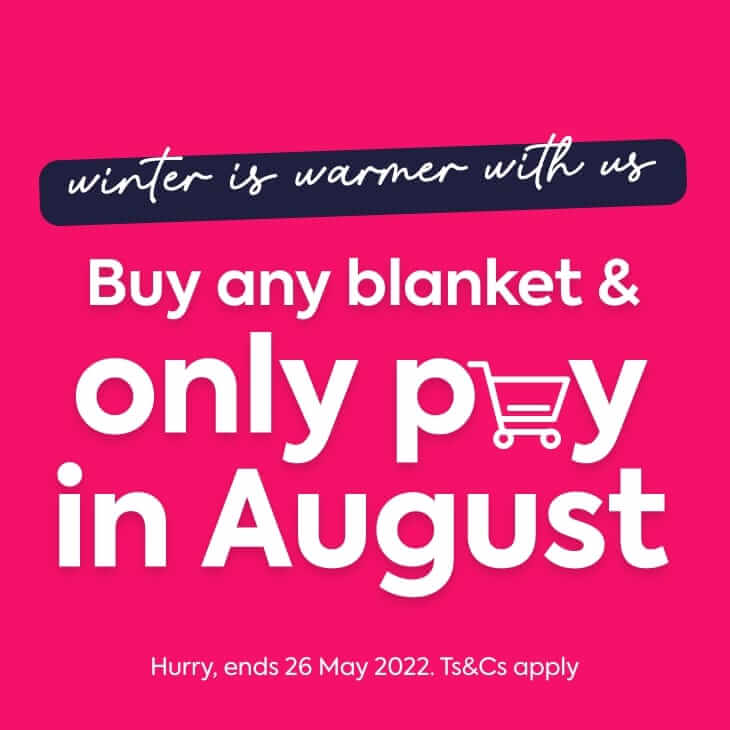 winter is warmer with us
Buy any blanket &
only py
in August
Hurry, ends 26 May 2022. Ts&Cs apply